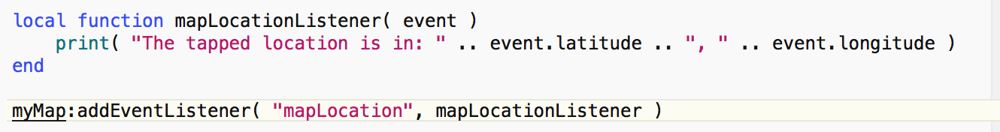 local function mapLocationListener( event )
    print( "The tapped location is in: " .. event.latitude .. ", " .. event.longitude )
end
myMap:addEventListener( "mapLocation", mapLocationListener )